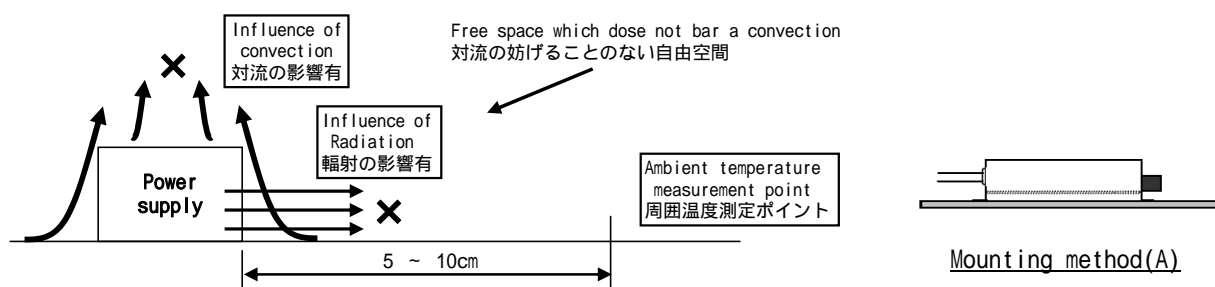 Influence of
convection
対流の影響有
Free space which dose not bar a convection
対流の妨げることのない自由空間
Influence of
Radiation
輻射の影響有
Power
supply
Ambient temperature
measurement point
周囲温度測定ポイント
5 ~ 10cm
Mounting method(A)